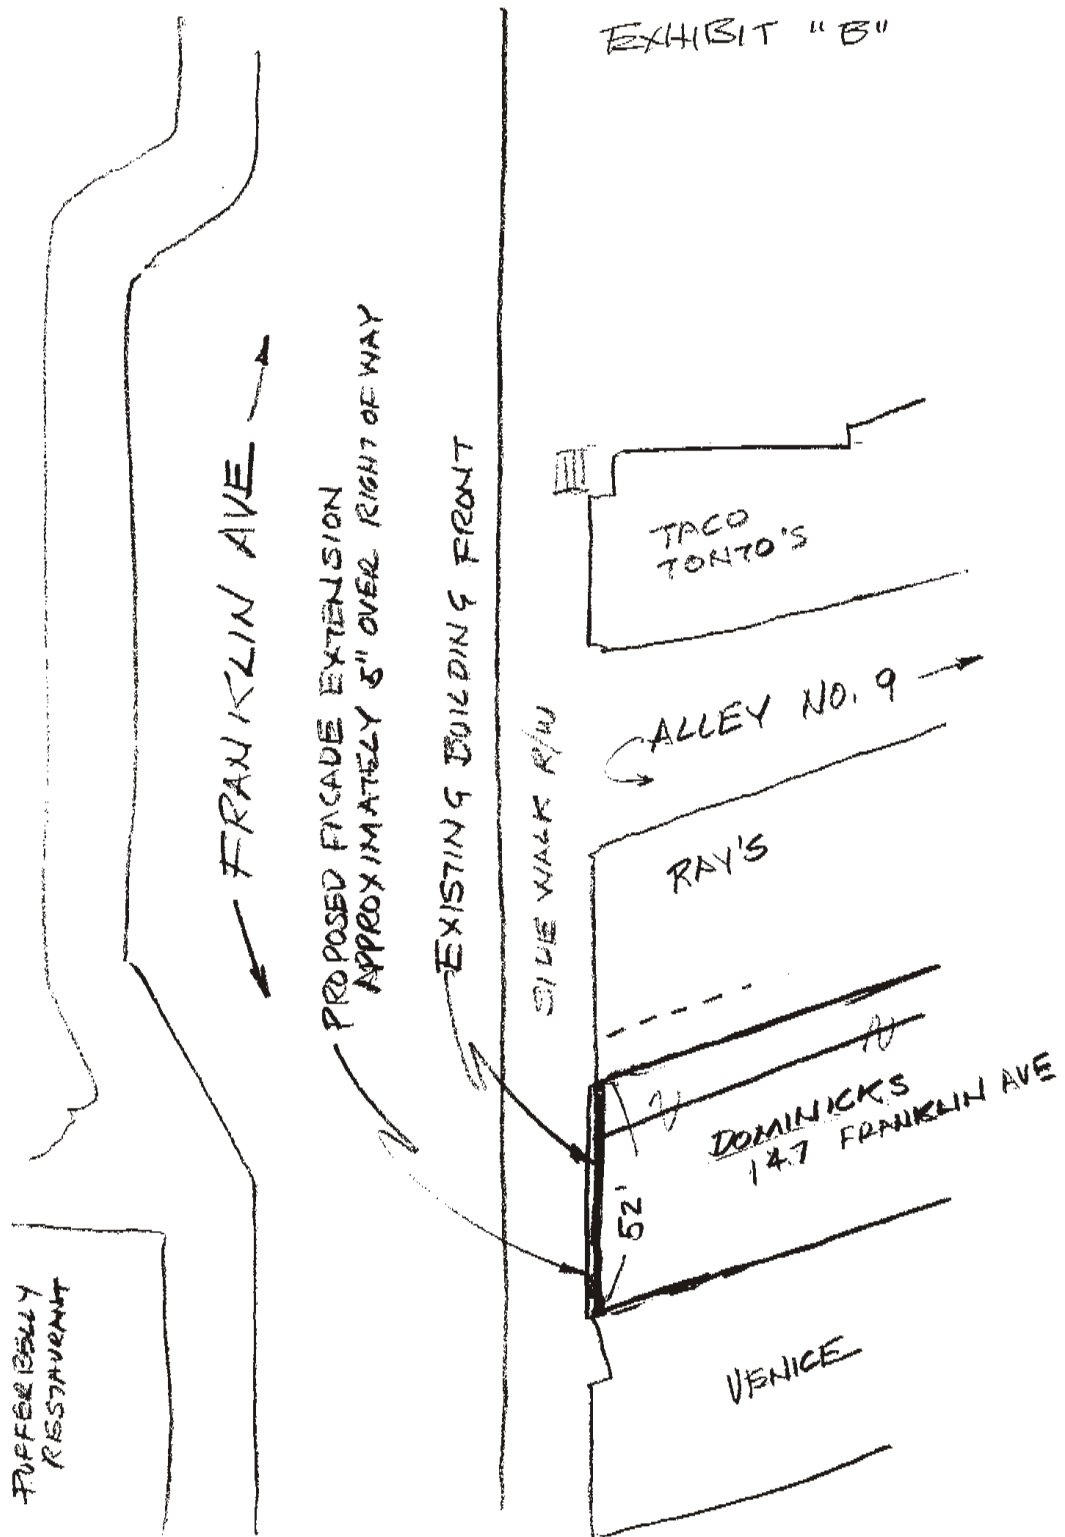 EXHIBIT "B"
FRANKLIN AVE
PROPOSED FACADE EXTENSION
APPROXIMATELY 5" OVER RIGHT OF WAY
EXISTING BUILDING FRONT
SIDE WALK R/W
TACO
TONTO'S
ALLEY NO. 9
RAY'S
DOMINICKS
147 FRANKLIN AVE
52'
VENICE
PUFFERBELLY
RESTAURANT